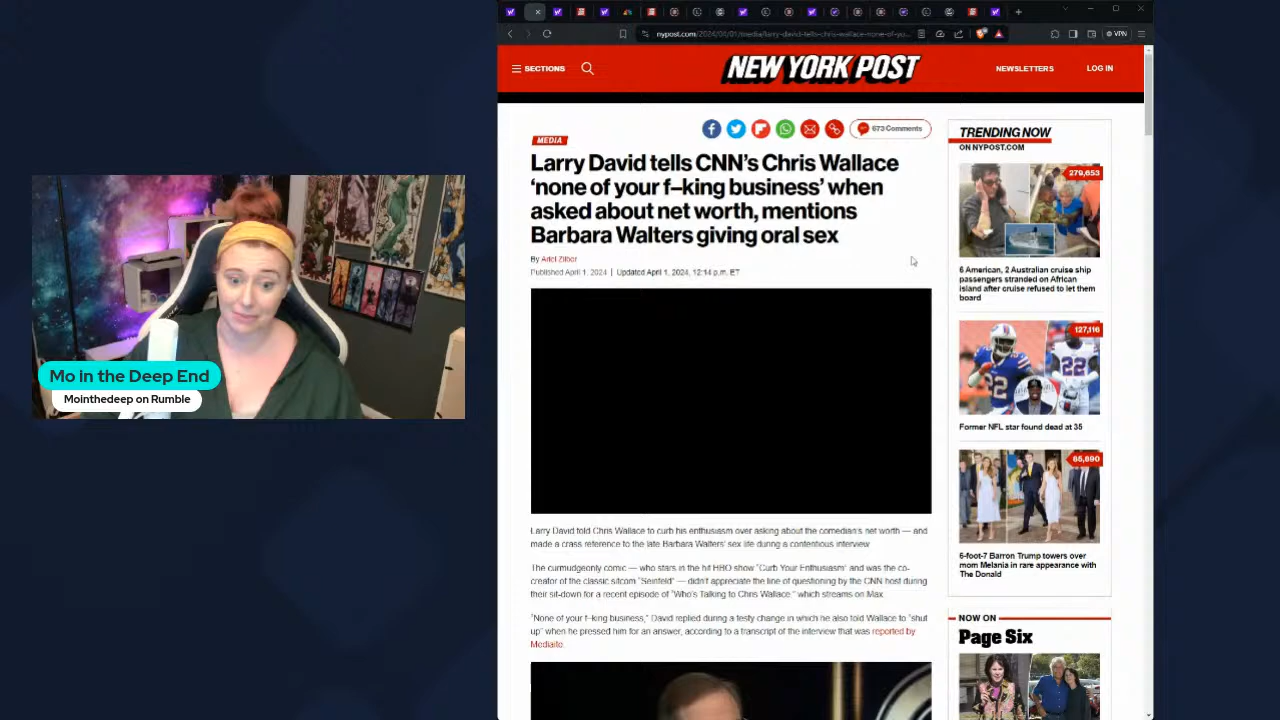 nypost.com/2024/04/01/media/larry-david-tells-chris-wallace-none-of-yo...
VPN
SECTIONS
NEW YORK POST
NEWSLETTERS
LOG IN
673 Comments
MEDIA
Larry David tells CNN's Chris Wallace
'none of your f–king business' when
asked about net worth, mentions
Barbara Walters giving oral sex
By Ariel Zilber
Published April 1, 2024 | Updated April 1, 2024, 12:14 p.m. ET
Larry David told Chris Wallace to curb his enthusiasm over asking about the comedian's net worth — and
made a crass reference to the late Barbara Walters' sex life during a contentious interview
The curmudgeonly comic — who stars in the hit HBO show "Curb Your Enthusiasm" and was the co-
creator of the classic sitcom "Seinfeld" — didn't appreciate the line of questioning by the CNN host during
their sit-down for a recent episode of "Who's Talking to Chris Wallace " which streams on Max
"None of your f–king business," David replied during a testy change in which he also told Wallace to "shut
up" when he pressed him for an answer, according to a transcript of the interview that was reported by
Mediaite
TRENDING NOW
ON NYPOST.COM
279,653
6 American, 2 Australian cruise ship
passengers stranded on African
island after cruise refused to let them
board
127,116
22
22
Former NFL star found dead at 35
65,890
6-foot-7 Barron Trump towers over
mom Melania in rare appearance with
The Donald
NOW ON
Page Six
Mo in the Deep End
Mointhedeep on Rumble